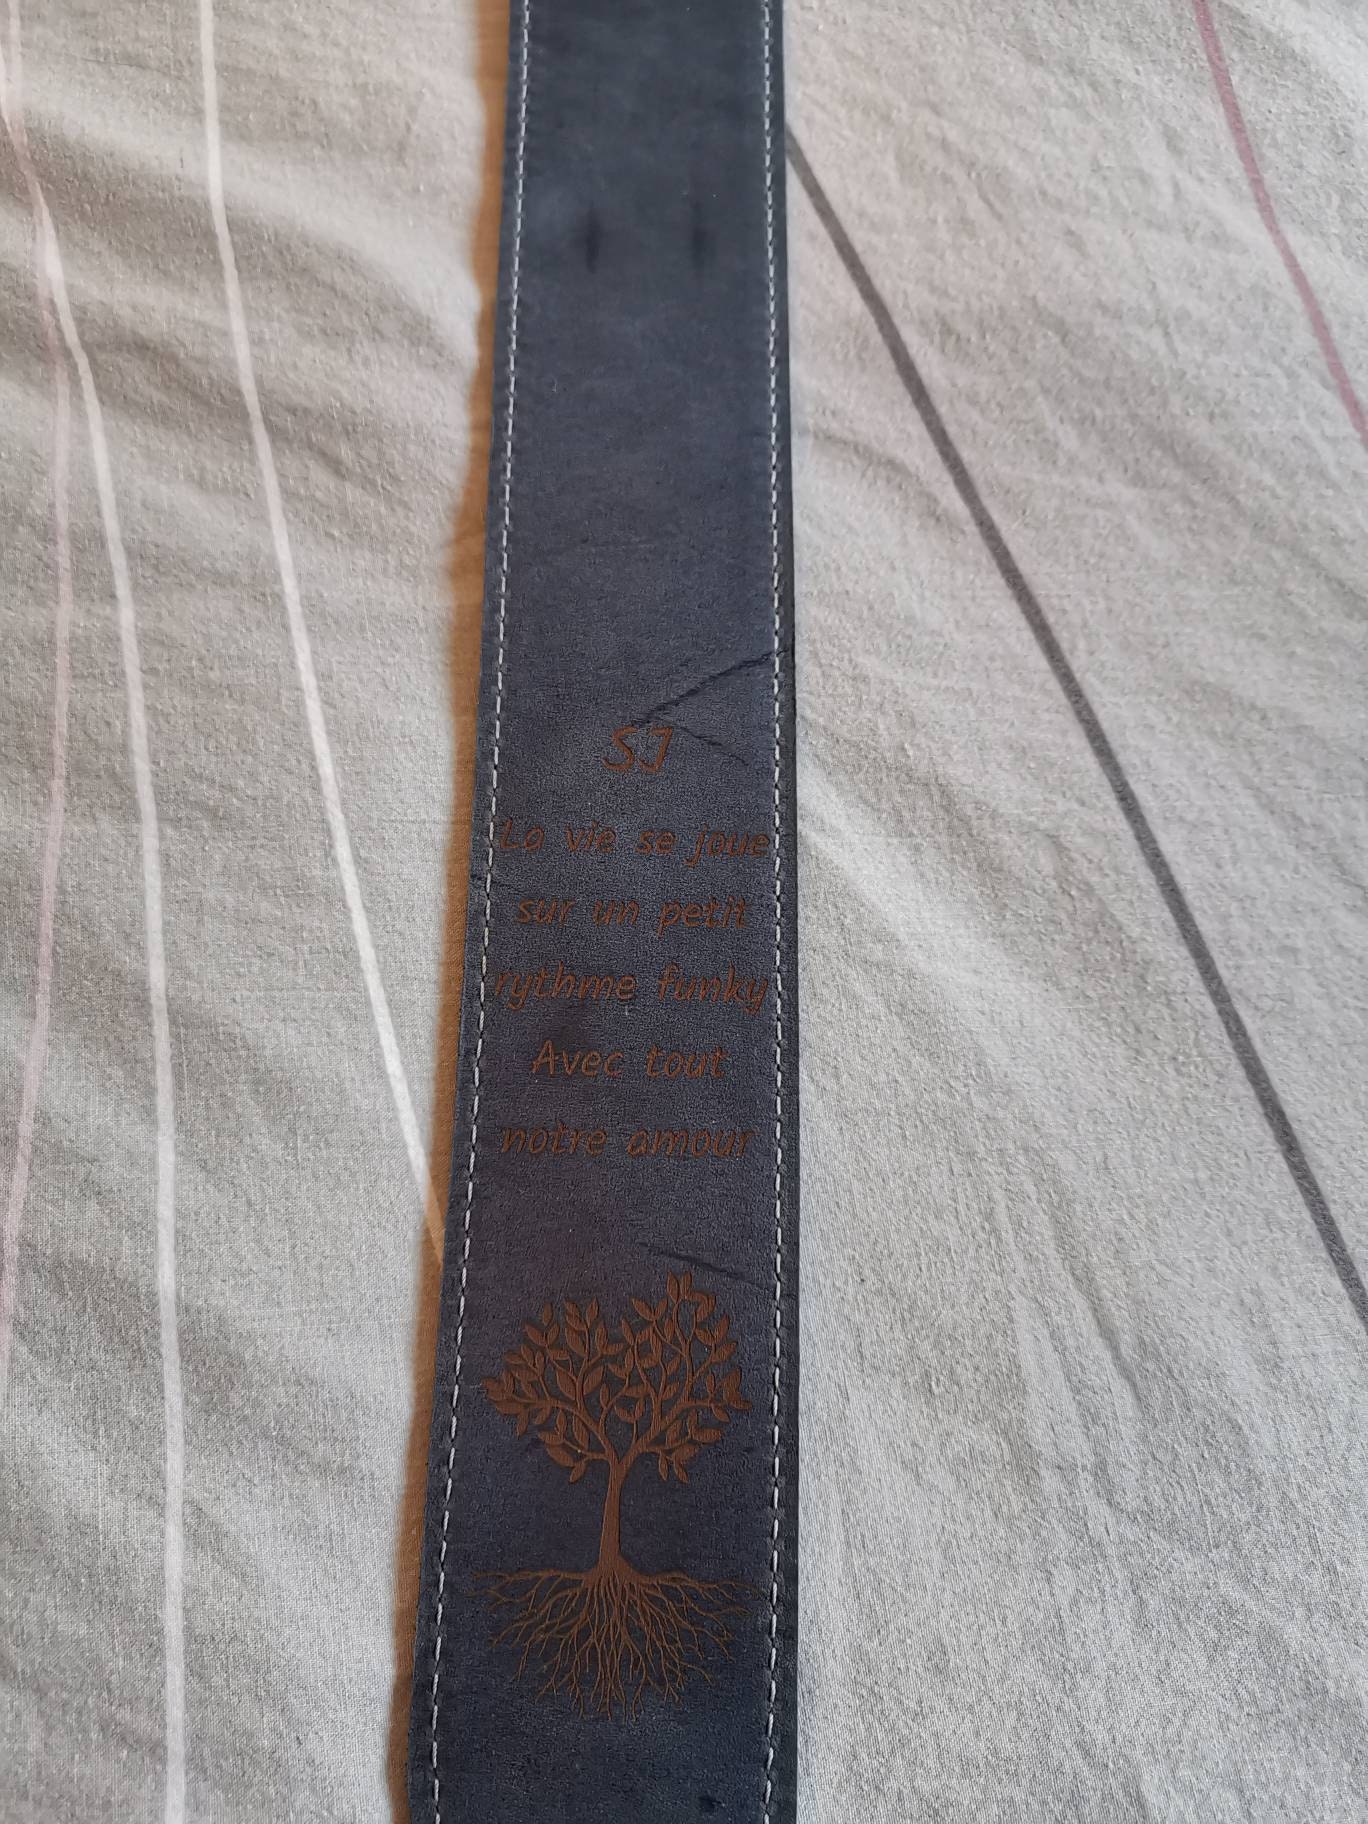 SJ
La vie se joue
sur un petit
rythme funky
Avec tout
notre amour